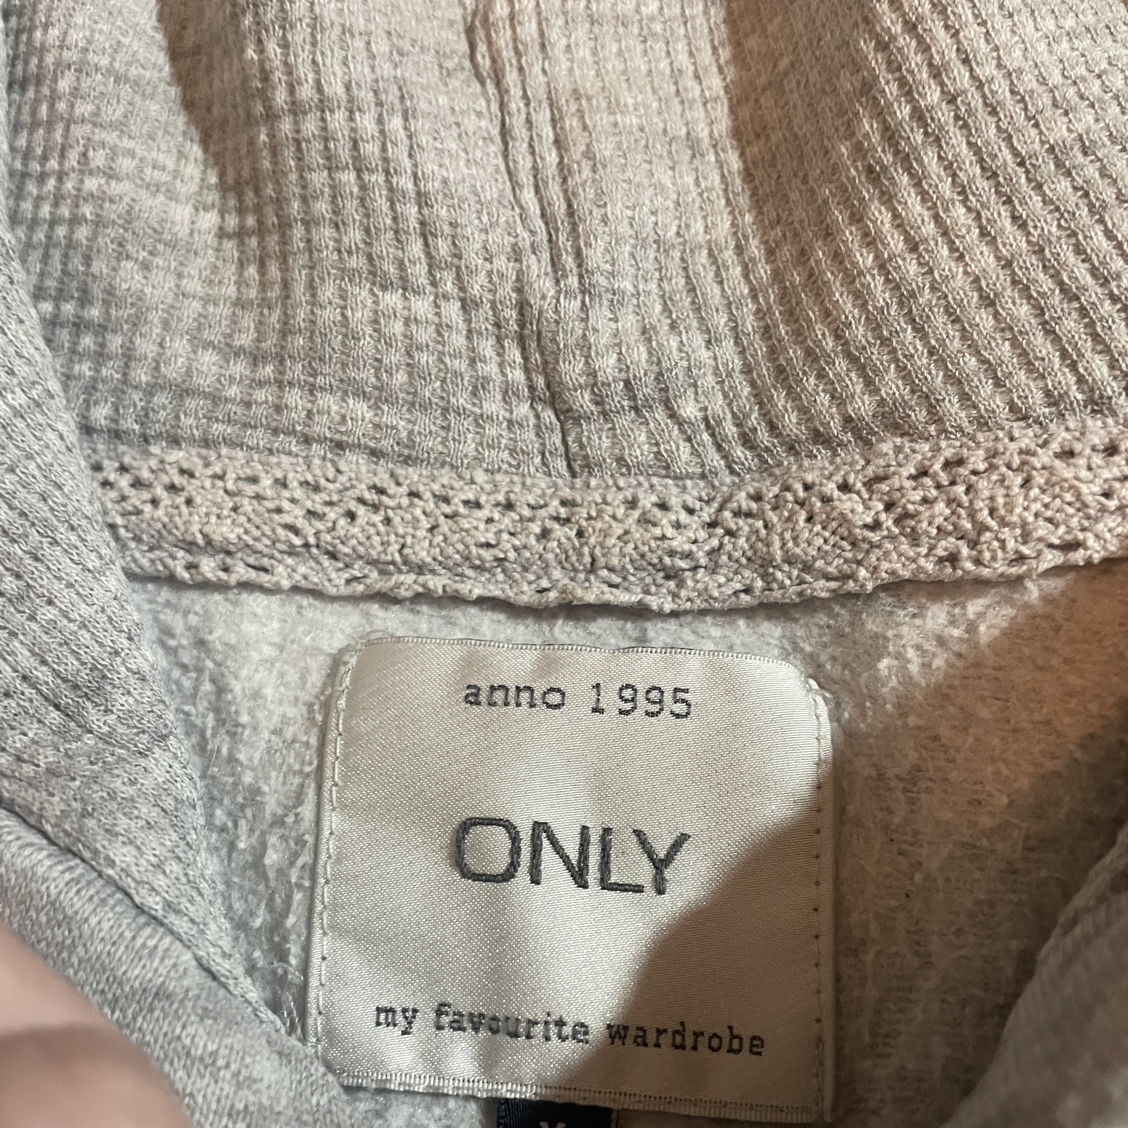 anno 1995
ONLY
my favourite wardrobe